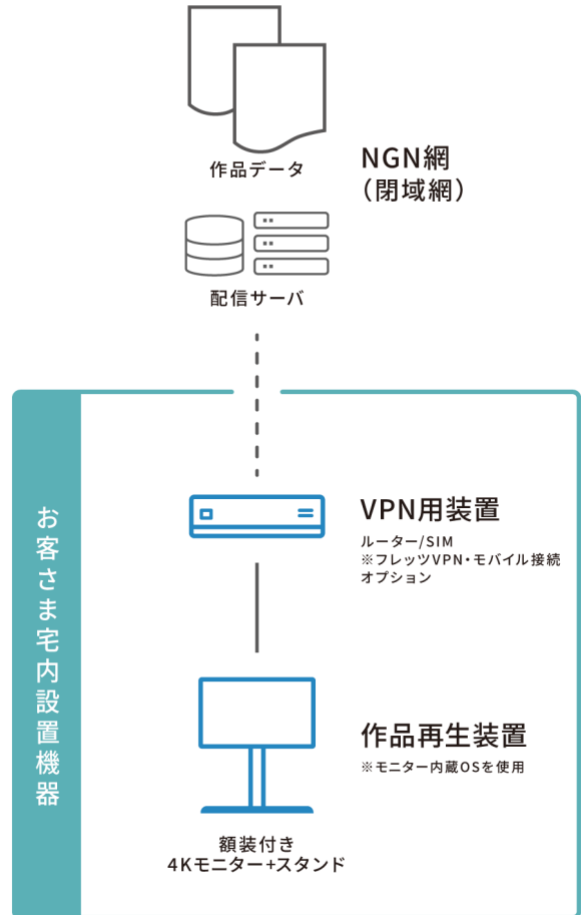 作品データ
NGN網
（閉域網）
配信サーバ
お客さま宅内設置機器
VPN用装置
ルーター/SIM
※フレッツVPN・モバイル接続
オプション
作品再生装置
※モニター内蔵OSを使用
額装付き
4Kモニター+スタンド